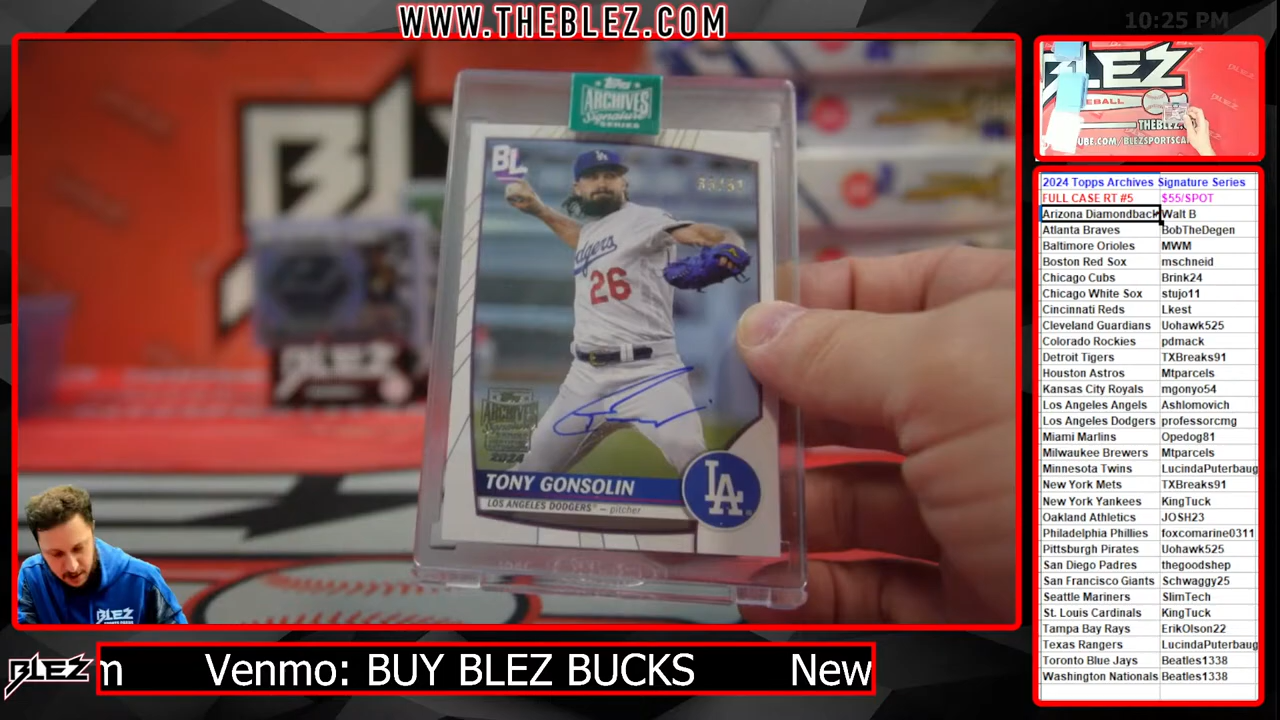 WWW.THEBLEZ.COM
10:25 PM
Topps
ARCHIVES
Signature
SERIES
BL
Dodgers
26
Topps
ARCHIVES
2024
TONY GONSOLIN
LOS ANGELES DODGERS — pitcher
LA
BLEZ
BLEZ
BASEBALL
BLEZ
2024 Topps Archives Signature Series
FULL CASE RT #5 $55/SPOT
Arizona Diamondback Walt B
Atlanta Braves BobTheDegen
Baltimore Orioles MWM
Boston Red Sox mschneid
Chicago Cubs Brink24
Chicago White Sox stujo11
Cincinnati Reds Lkest
Cleveland Guardians Uohawk525
Colorado Rockies pdmack
Detroit Tigers TXBreaks91
Houston Astros Mtparcels
Kansas City Royals mgonyo54
Los Angeles Angels Ashlomovich
Los Angeles Dodgers professorcmg
Miami Marlins Opedog81
Milwaukee Brewers Mtparcels
Minnesota Twins LucindaPuterbaug
New York Mets TXBreaks91
New York Yankees KingTuck
Oakland Athletics JOSH23
Philadelphia Phillies foxcomarine0311
Pittsburgh Pirates Uohawk525
San Diego Padres thegoodshep
San Francisco Giants Schwaggy25
Seattle Mariners SlimTech
St. Louis Cardinals KingTuck
Tampa Bay Rays ErikOlson22
Texas Rangers LucindaPuterbaug
Toronto Blue Jays Beatles1338
Washington Nationals Beatles1338
BLEZ
m Venmo: BUY BLEZ BUCKS New